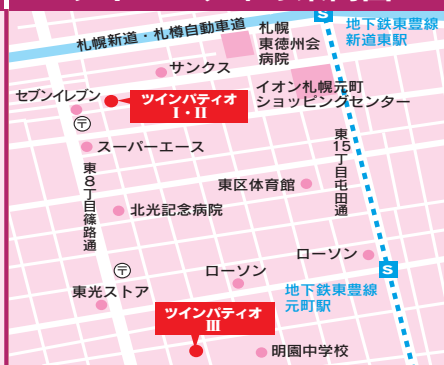 札幌新道・札樽自動車道
札幌
東徳州会
病院
S
地下鉄東豊線
新道東駅
サンクス
セブンイレブン
ツインパティオ
I・II
イオン札幌元町
ショッピングセンター
〒
スーパーエース
東8丁目篠路通
東15丁目屯田通
東区体育館
北光記念病院
ローソン
S
〒
ローソン
地下鉄東豊線
元町駅
東光ストア
ツインパティオ
III
明園中学校